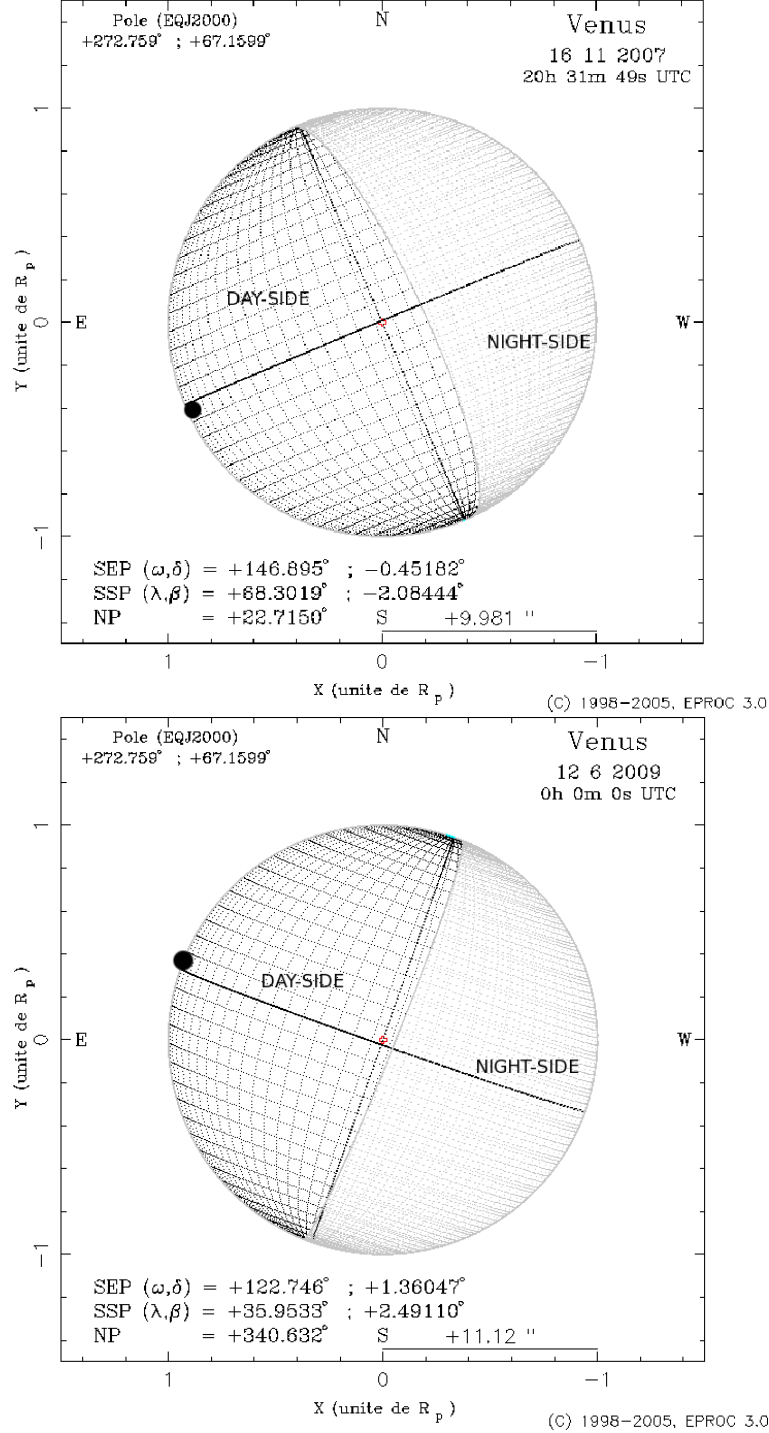 Pole (EQJ2000)
+272.759° ; +67.1599°
N
Venus
16 11 2007
20h 31m 49s UTC
1
DAY-SIDE
Y (unite de R p)
0
E
W
NIGHT-SIDE
−1
SEP (ω,δ) = +146.895° ; −0.45182°
SSP (λ,β) = +68.3019° ; −2.08444°
NP = +22.7150° S +9.981 "
1 0 −1
X (unite de R p)
(C) 1998−2005, EPROC 3.0
Pole (EQJ2000)
+272.759° ; +67.1599°
N
Venus
12 6 2009
0h 0m 0s UTC
1
DAY-SIDE
Y (unite de R p)
0
E
W
NIGHT-SIDE
−1
SEP (ω,δ) = +122.746° ; +1.36047°
SSP (λ,β) = +35.9533° ; +2.49110°
NP = +340.632° S +11.12 "
1 0 −1
X (unite de R p)
(C) 1998−2005, EPROC 3.0